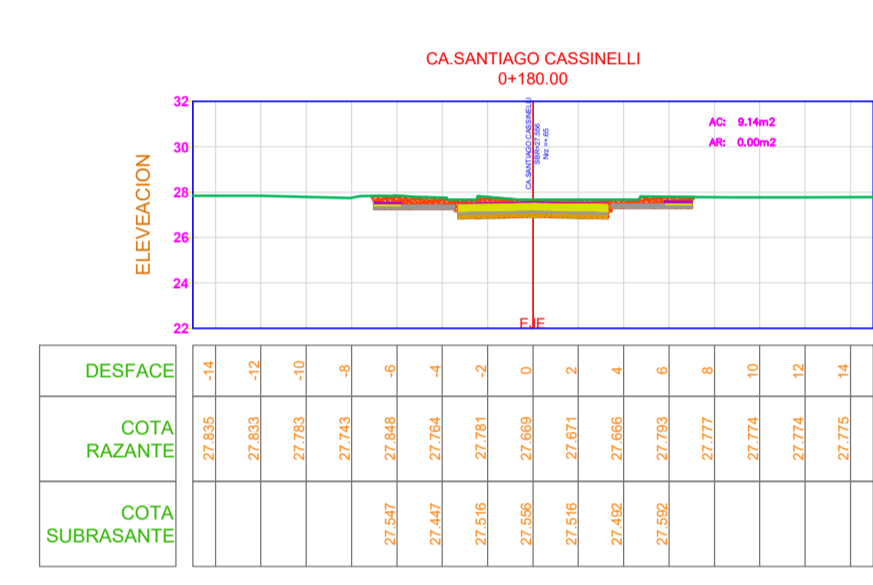 CA.SANTIAGO CASSINELLI
0+180.00
32
30
28
26
24
22
ELEVEACION
CA.SANTIAGO CASSINELLI
SBR=27.556
AC: 9.14m2
AR: 0.00m2
EJE
DESFACE -14 -12 -10 -8 -6 -4 -2 0 2 4 6 8 10 12 14
COTA RAZANTE 27.835 27.833 27.783 27.743 27.848 27.764 27.781 27.669 27.671 27.666 27.793 27.777 27.774 27.774 27.775
COTA SUBRASANTE 27.547 27.447 27.516 27.556 27.516 27.492 27.592